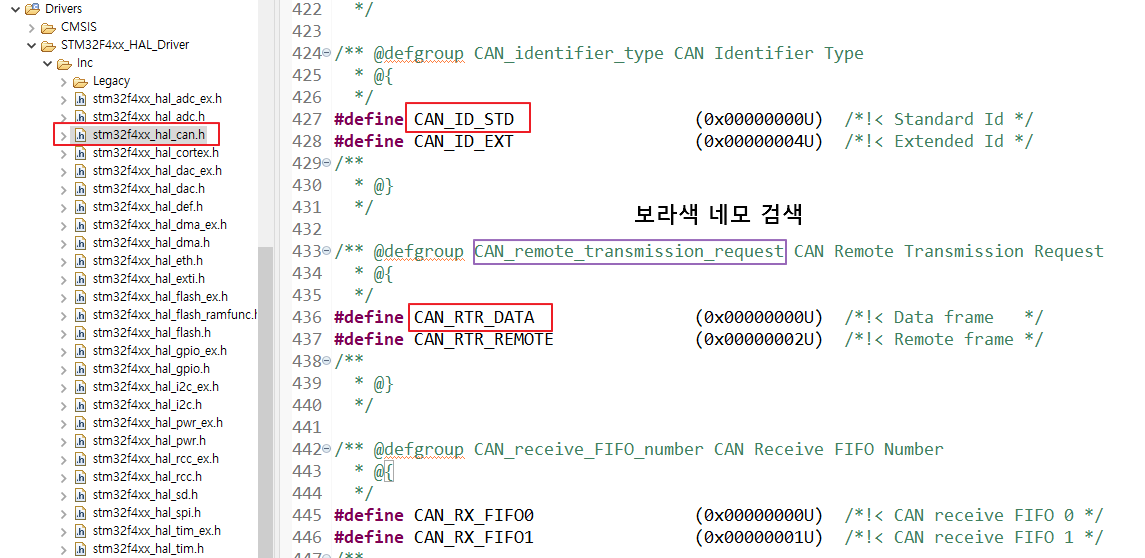 Drivers
CMSIS
STM32F4xx_HAL_Driver
Inc
Legacy
stm32f4xx_hal_adc_ex.h
stm32f4xx_hal_adc.h
stm32f4xx_hal_can.h
stm32f4xx_hal_cortex.h
stm32f4xx_hal_dac_ex.h
stm32f4xx_hal_dac.h
stm32f4xx_hal_def.h
stm32f4xx_hal_dma_ex.h
stm32f4xx_hal_dma.h
stm32f4xx_hal_eth.h
stm32f4xx_hal_exti.h
stm32f4xx_hal_flash_ex.h
stm32f4xx_hal_flash_ramfunc.h
stm32f4xx_hal_flash.h
stm32f4xx_hal_gpio_ex.h
stm32f4xx_hal_gpio.h
stm32f4xx_hal_i2c_ex.h
stm32f4xx_hal_i2c.h
stm32f4xx_hal_pwr_ex.h
stm32f4xx_hal_pwr.h
stm32f4xx_hal_rcc_ex.h
stm32f4xx_hal_rcc.h
stm32f4xx_hal_sd.h
stm32f4xx_hal_spi.h
stm32f4xx_hal_tim_ex.h
stm32f4xx_hal_tim.h
422 */
423
424 /** @defgroup CAN_identifier_type CAN Identifier Type
425 * @{
426 */
427 #define CAN_ID_STD (0x00000000U) /*!< Standard Id */
428 #define CAN_ID_EXT (0x00000004U) /*!< Extended Id */
429 /**
430 * @}
431 */
보라색 네모 검색
432
433 /** @defgroup CAN_remote_transmission_request CAN Remote Transmission Request
434 * @{
435 */
436 #define CAN_RTR_DATA (0x00000000U) /*!< Data frame */
437 #define CAN_RTR_REMOTE (0x00000002U) /*!< Remote frame */
438 /**
439 * @}
440 */
441
442 /** @defgroup CAN_receive_FIFO_number CAN Receive FIFO Number
443 * @{
444 */
445 #define CAN_RX_FIFO0 (0x00000000U) /*!< CAN receive FIFO 0 */
446 #define CAN_RX_FIFO1 (0x00000001U) /*!< CAN receive FIFO 1 */
447 /**